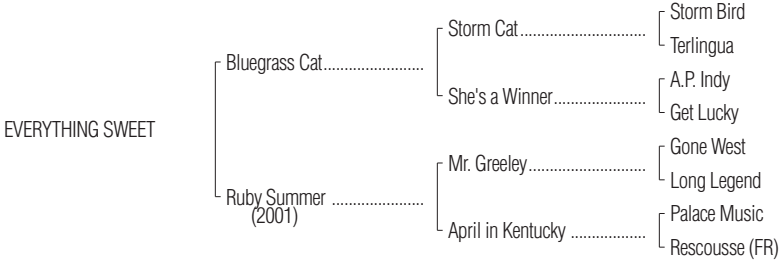 Storm Bird
Storm Cat..............................
Terlingua
Bluegrass Cat........................
A.P. Indy
She's a Winner......................
Get Lucky
EVERYTHING SWEET
Gone West
Mr. Greeley............................
Long Legend
Ruby Summer ......................
(2001)
Palace Music
April in Kentucky ..................
Rescousse (FR)